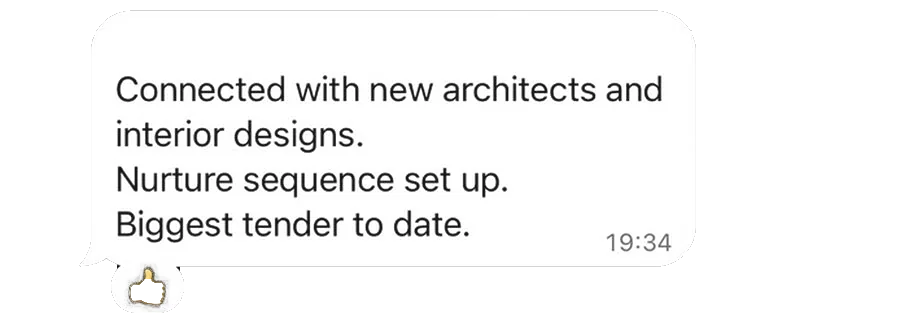 Connected with new architects and
interior designs.
Nurture sequence set up.
Biggest tender to date.
19:34